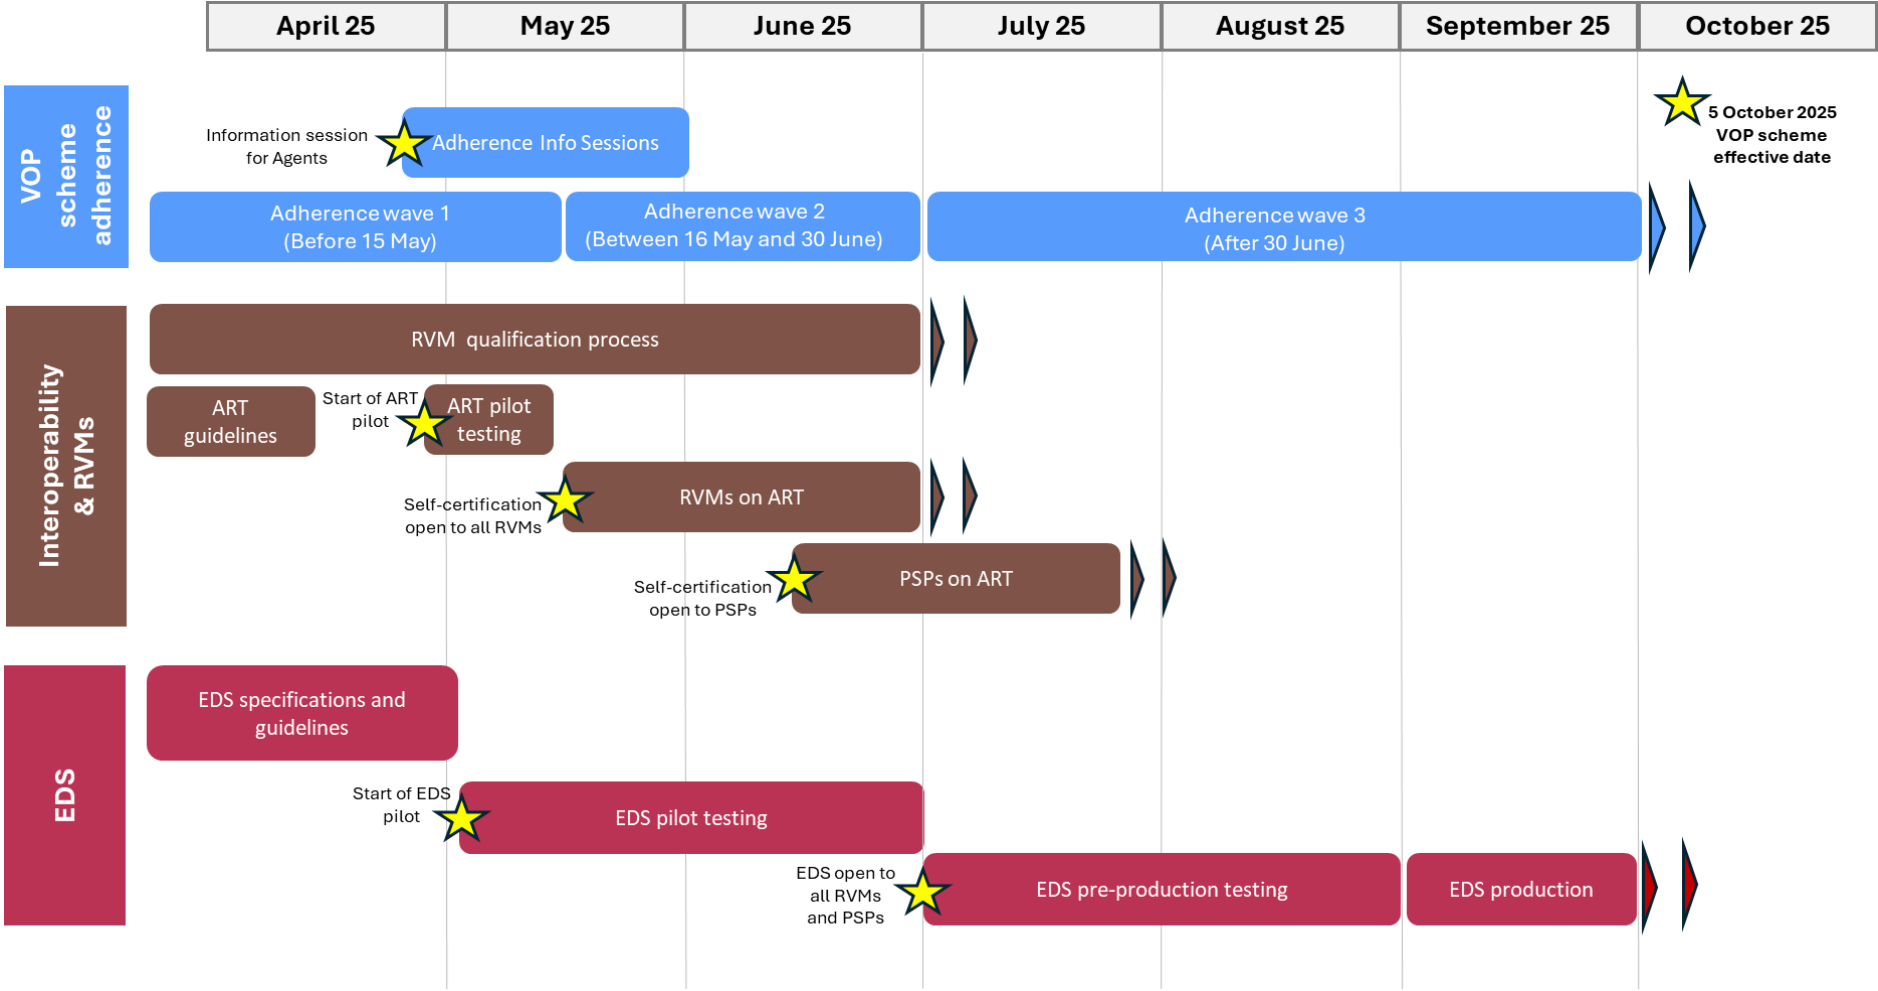 April 25
May 25
June 25
July 25
August 25
September 25
October 25
VOP
scheme
adherence
Information session
for Agents
Adherence Info Sessions
5 October 2025
VOP scheme
effective date
Adherence wave 1
(Before 15 May)
Adherence wave 2
(Between 16 May and 30 June)
Adherence wave 3
(After 30 June)
Interoperability
& RVMs
RVM qualification process
ART
guidelines
Start of ART
pilot
ART pilot
testing
Self-certification
open to all RVMs
RVMs on ART
Self-certification
open to PSPs
PSPs on ART
EDS
EDS specifications and
guidelines
Start of EDS
pilot
EDS pilot testing
EDS open to
all RVMs
and PSPs
EDS pre-production testing
EDS production